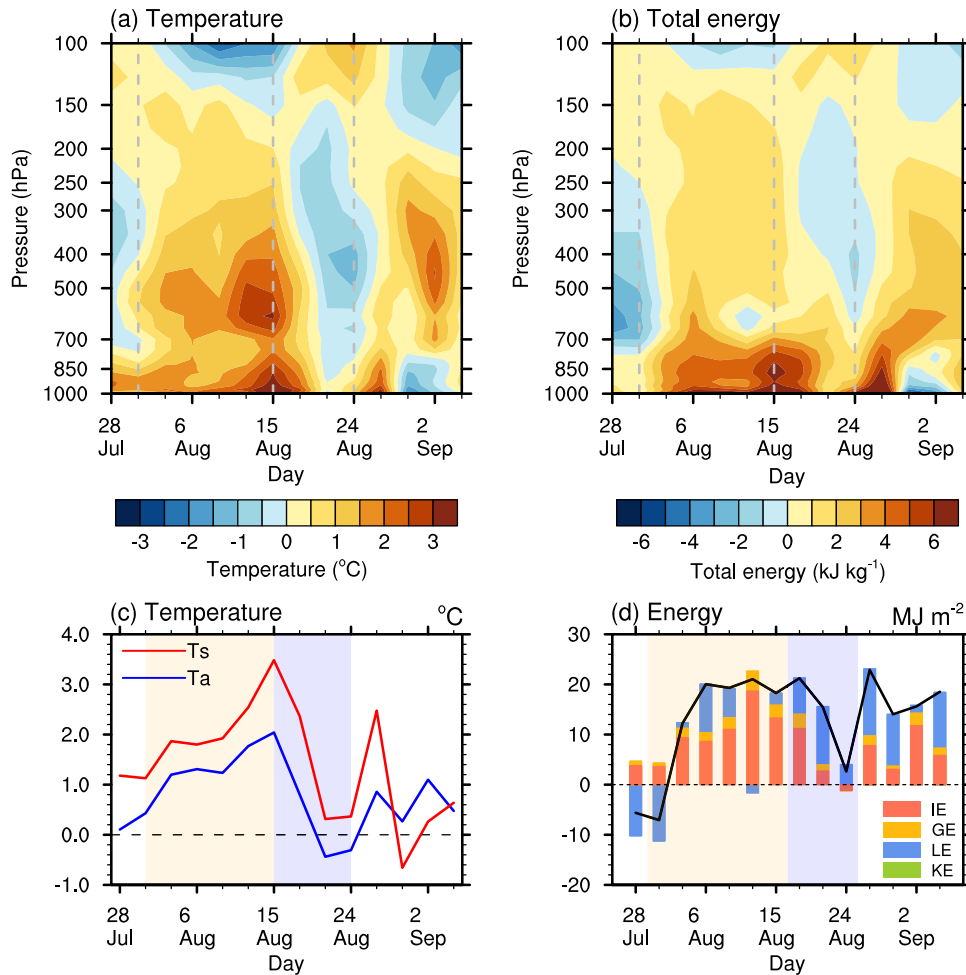 (a) Temperature
100
150
200
250
300
400
500
700
850
1000
Pressure (hPa)
28 6 15 24 2
Jul Aug Aug Aug Sep
Day
-3 -2 -1 0 1 2 3
Temperature (°C)
(b) Total energy
100
150
200
250
300
400
500
700
850
1000
Pressure (hPa)
28 6 15 24 2
Jul Aug Aug Aug Sep
Day
-6 -4 -2 0 2 4 6
Total energy (kJ kg⁻¹)
(c) Temperature °C
4.0
3.0
2.0
1.0
0.0
-1.0
Ts
Ta
28 6 15 24 2
Jul Aug Aug Aug Sep
Day
(d) Energy MJ m⁻²
30
20
10
0
-10
-20
IE
GE
LE
KE
28 6 15 24 2
Jul Aug Aug Aug Sep
Day